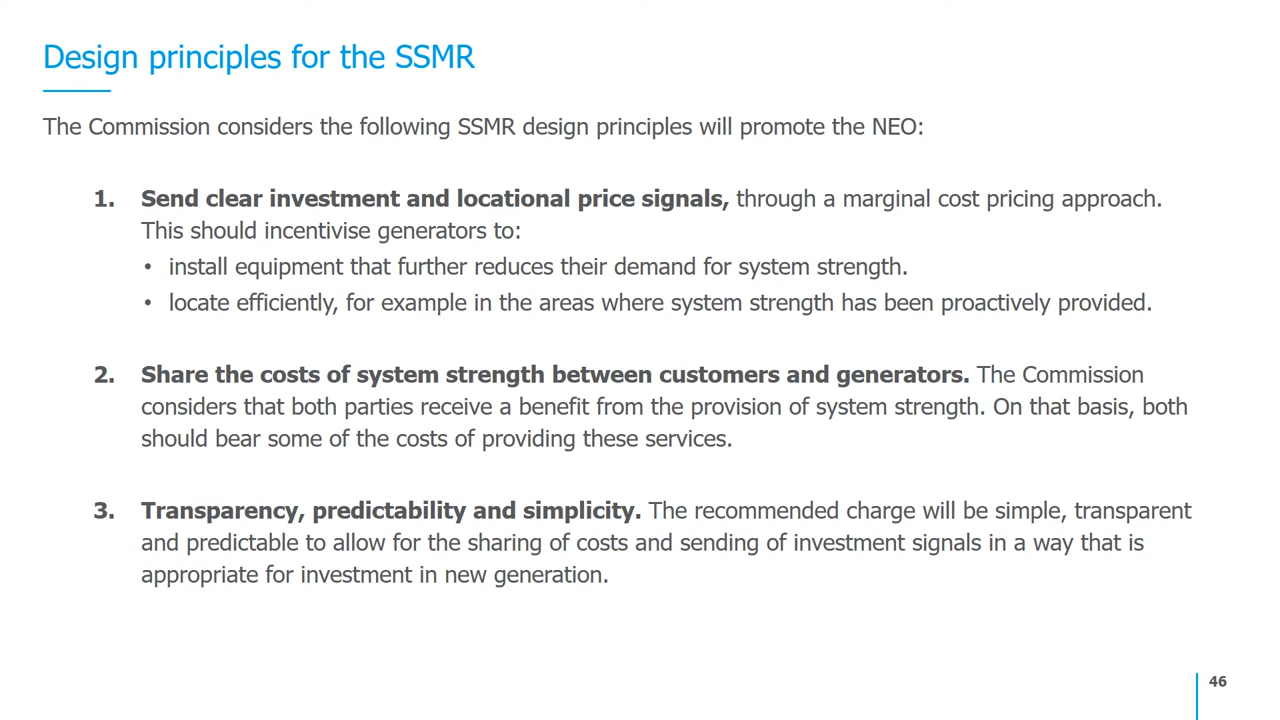 Design principles for the SSMR
The Commission considers the following SSMR design principles will promote the NEO:
1. Send clear investment and locational price signals, through a marginal cost pricing approach.
This should incentivise generators to:
• install equipment that further reduces their demand for system strength.
• locate efficiently, for example in the areas where system strength has been proactively provided.
2. Share the costs of system strength between customers and generators. The Commission
considers that both parties receive a benefit from the provision of system strength. On that basis, both
should bear some of the costs of providing these services.
3. Transparency, predictability and simplicity. The recommended charge will be simple, transparent
and predictable to allow for the sharing of costs and sending of investment signals in a way that is
appropriate for investment in new generation.
46